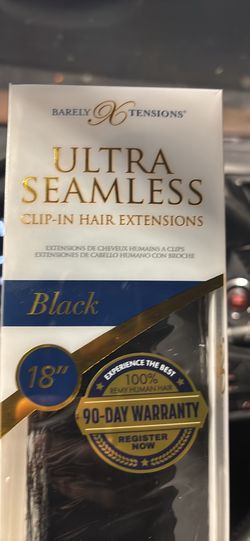 BARELY X TENSIONS®
ULTRA
SEAMLESS
CLIP-IN HAIR EXTENSIONS
EXTENSIONS DE CHEVEUX HUMAINS A CLIPS
EXTENSIONES DE CABELLO HUMANO CON BROCHE
Black
18"
EXPERIENCE THE BEST
100%
REMY HUMAN HAIR
90-DAY WARRANTY
REGISTER
NOW